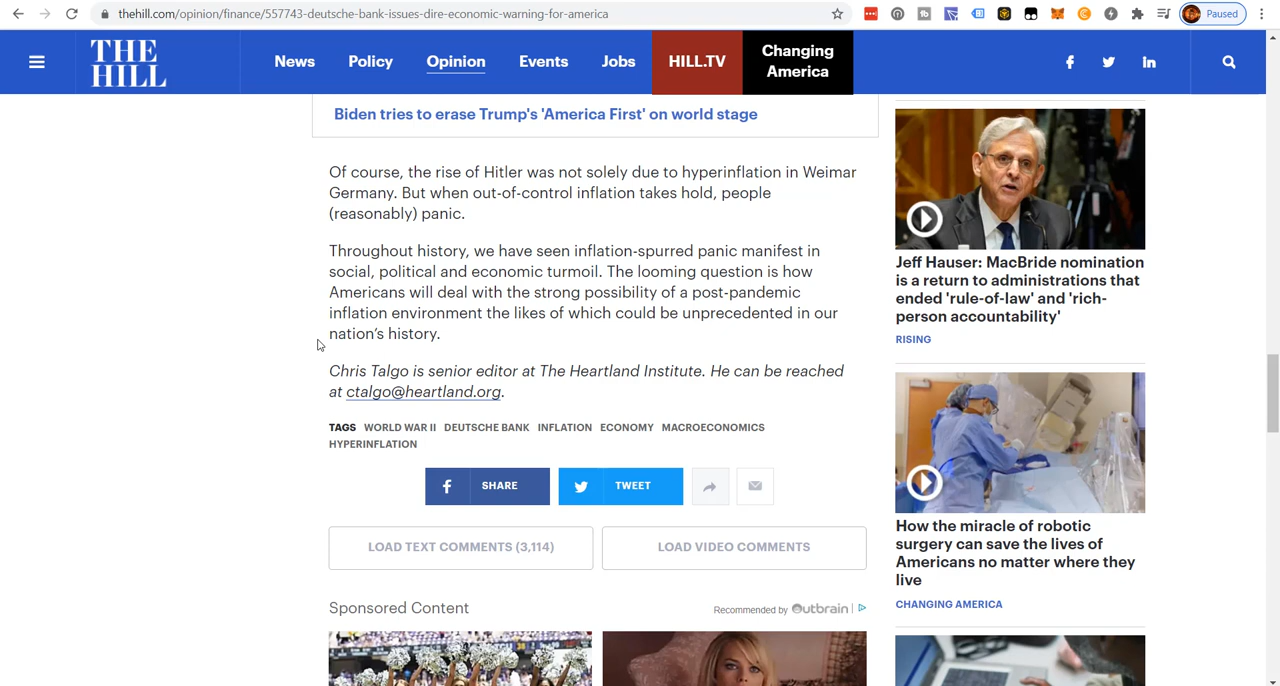 thehill.com/opinion/finance/557743-deutsche-bank-issues-dire-economic-warning-for-america
Paused
THE
HILL
News
Policy
Opinion
Events
Jobs
HILL.TV
Changing
America
Biden tries to erase Trump's 'America First' on world stage
Of course, the rise of Hitler was not solely due to hyperinflation in Weimar
Germany. But when out-of-control inflation takes hold, people
(reasonably) panic.
Throughout history, we have seen inflation-spurred panic manifest in
social, political and economic turmoil. The looming question is how
Americans will deal with the strong possibility of a post-pandemic
inflation environment the likes of which could be unprecedented in our
nation's history.
Chris Talgo is senior editor at The Heartland Institute. He can be reached
at ctalgo@heartland.org.
TAGS WORLD WAR II DEUTSCHE BANK INFLATION ECONOMY MACROECONOMICS
HYPERINFLATION
SHARE
TWEET
LOAD TEXT COMMENTS (3,114)
LOAD VIDEO COMMENTS
Sponsored Content
Recommended by Outbrain
Jeff Hauser: MacBride nomination
is a return to administrations that
ended 'rule-of-law' and 'rich-
person accountability'
RISING
How the miracle of robotic
surgery can save the lives of
Americans no matter where they
live
CHANGING AMERICA